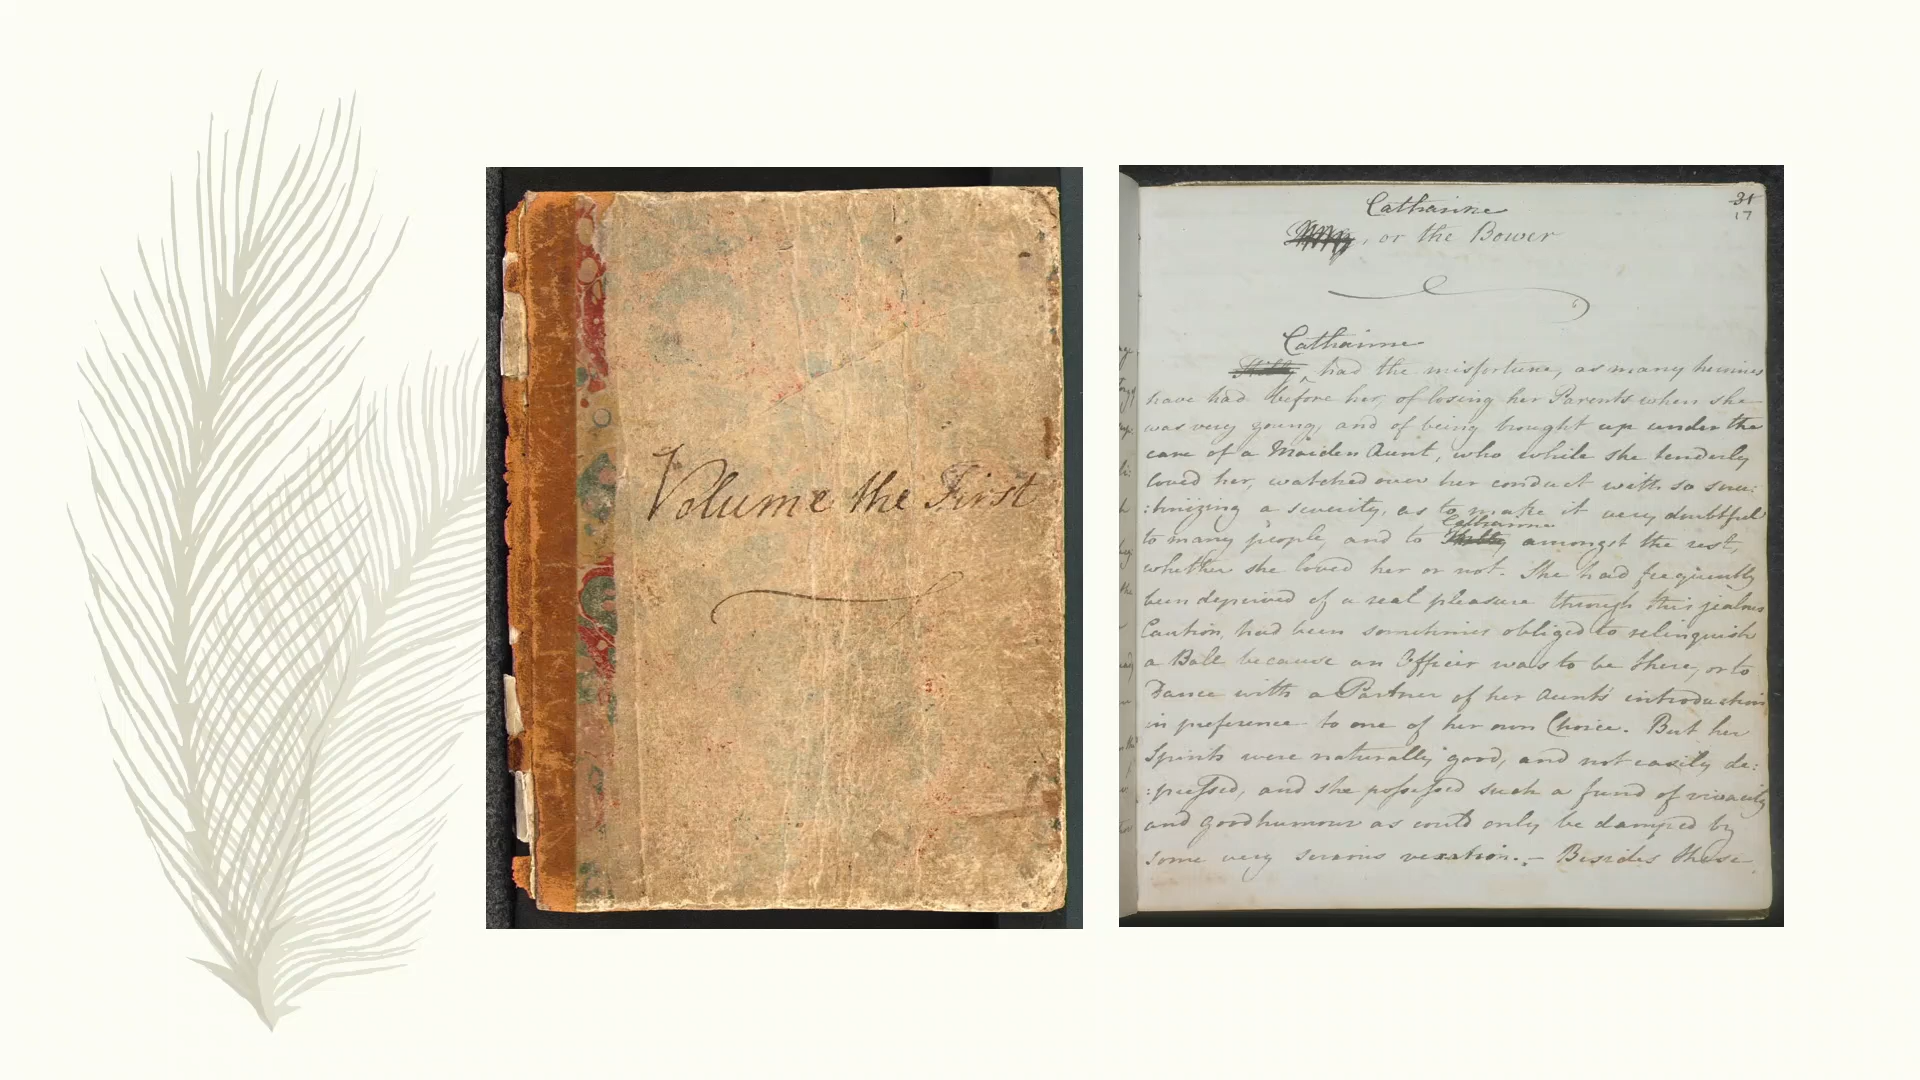 Volume the First
31
17
Catharine
Kitty, or the Bower
Catharine
Kitty had the misfortune, as many heroines
have had before her, of losing her Parents when she
was very young, and of being brought up under the
care of a Maiden Aunt, who while she tenderly
loved her, watched over her conduct with so scru:
:tinizing a severity, as to make it very doubtful
Catharine
to many people, and to Kitty amongst the rest,
whether she loved her or not. She had frequently
been deprived of a real pleasure through this jealous
Caution, had been sometimes obliged to relinquish
a Ball because an Officer was to be there, or to
Dance with a Partner of her Aunt's introduction
in preference to one of her own Choice. But her
Spirits were naturally good, and not easily de:
:pressed, and she possessed such a fund of vivacity
and good humour as could only be damped by
some very serious vexation. - Besides these